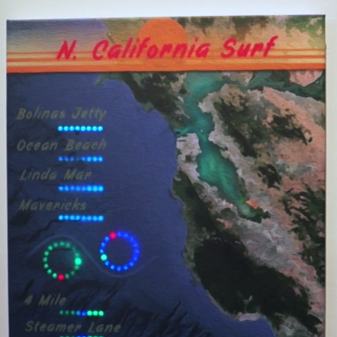 N. California Surf
Bolinas Jetty
Ocean Beach
Linda Mar
Mavericks
4 Mile
Steamer Lane